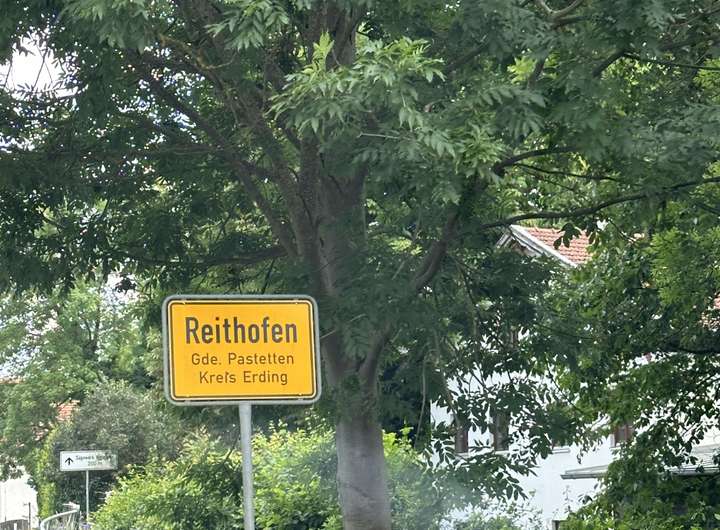 Reithofen
Gde. Pastetten
Kreis Erding